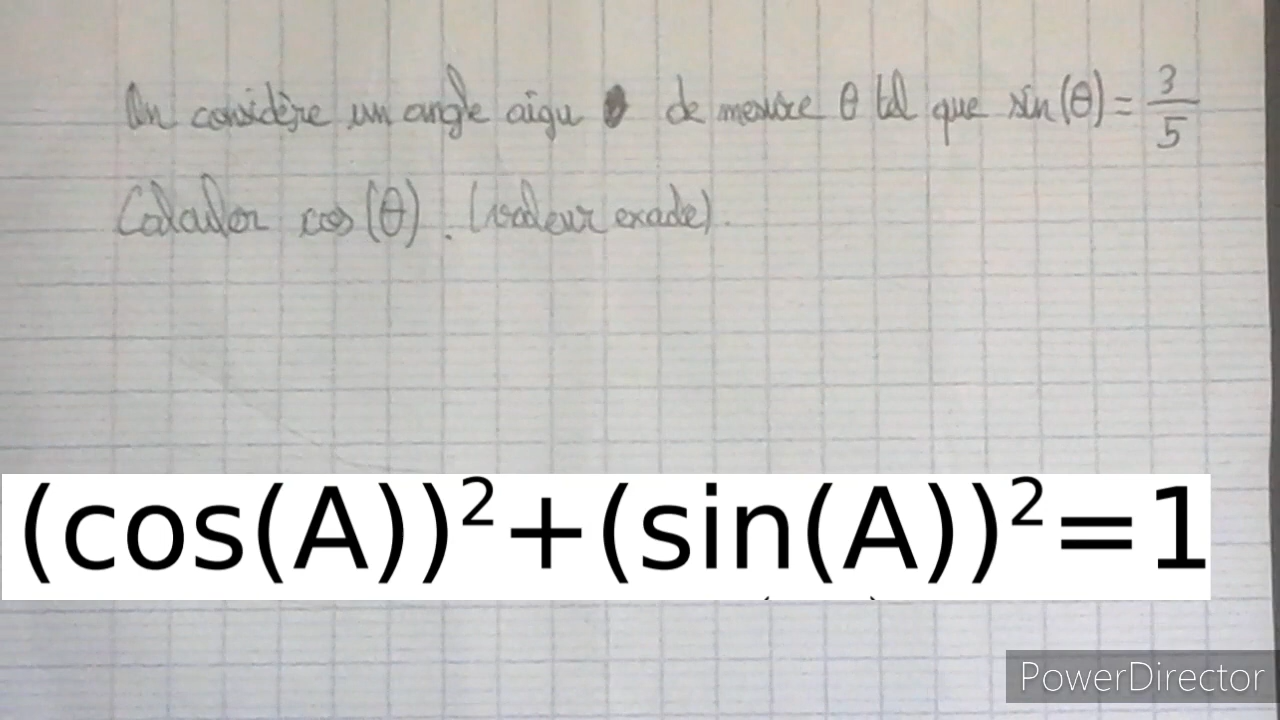 On considère un angle aigu de mesure θ tel que sin(θ) = 3/5
Calculer cos(θ). (valeur exacte).
(cos(A))²+(sin(A))²=1
PowerDirector